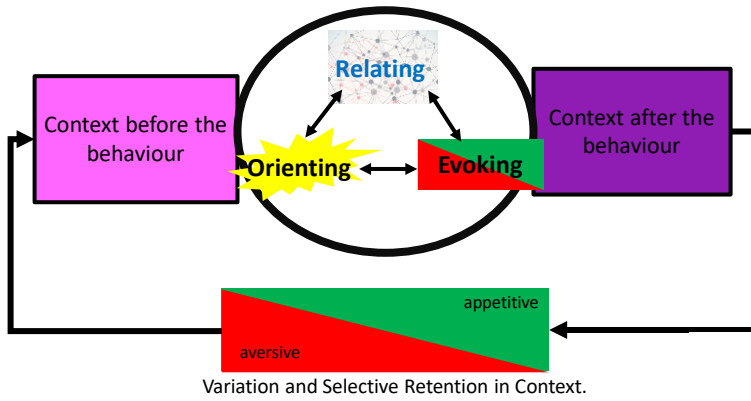 Relating
Context before the
behaviour
Orienting
Evoking
Context after the
behaviour
appetitive
aversive
Variation and Selective Retention in Context.